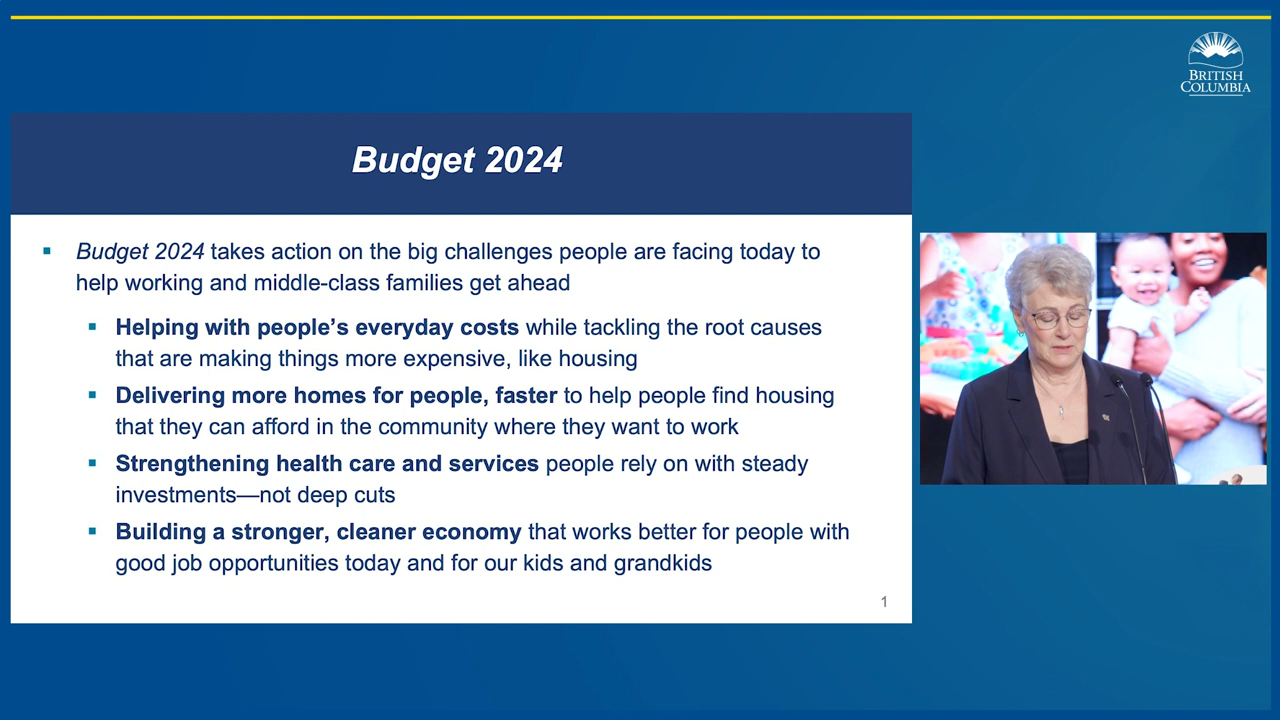 BRITISH
COLUMBIA
Budget 2024
▪ Budget 2024 takes action on the big challenges people are facing today to
help working and middle-class families get ahead
▪ Helping with people’s everyday costs while tackling the root causes
that are making things more expensive, like housing
▪ Delivering more homes for people, faster to help people find housing
that they can afford in the community where they want to work
▪ Strengthening health care and services people rely on with steady
investments—not deep cuts
▪ Building a stronger, cleaner economy that works better for people with
good job opportunities today and for our kids and grandkids
1